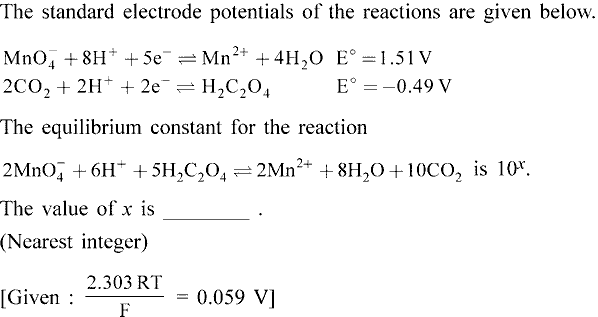 The standard electrode potentials of the reactions are given below.
MnO₄⁻ + 8H⁺ + 5e⁻ ⇌ Mn²⁺ + 4H₂O  E° = 1.51 V
2CO₂ + 2H⁺ + 2e⁻ ⇌ H₂C₂O₄  E° = −0.49 V
The equilibrium constant for the reaction
2MnO₄⁻ + 6H⁺ + 5H₂C₂O₄ ⇌ 2Mn²⁺ + 8H₂O + 10CO₂ is 10ˣ.
The value of x is ________ .
(Nearest integer)
[Given : 2.303 RT / F = 0.059 V]